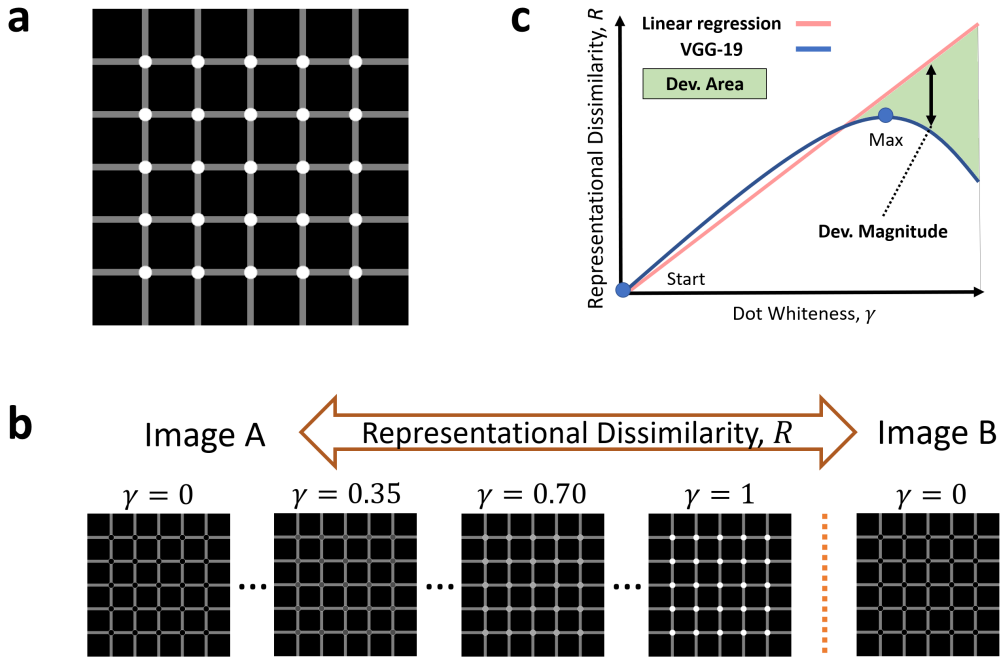 a
c
Representational Dissimilarity, R
Linear regression
VGG-19
Dev. Area
Max
Dev. Magnitude
Start
Dot Whiteness, γ
b
Image A
Representational Dissimilarity, R
Image B
γ = 0
γ = 0.35
γ = 0.70
γ = 1
γ = 0
... ... ...